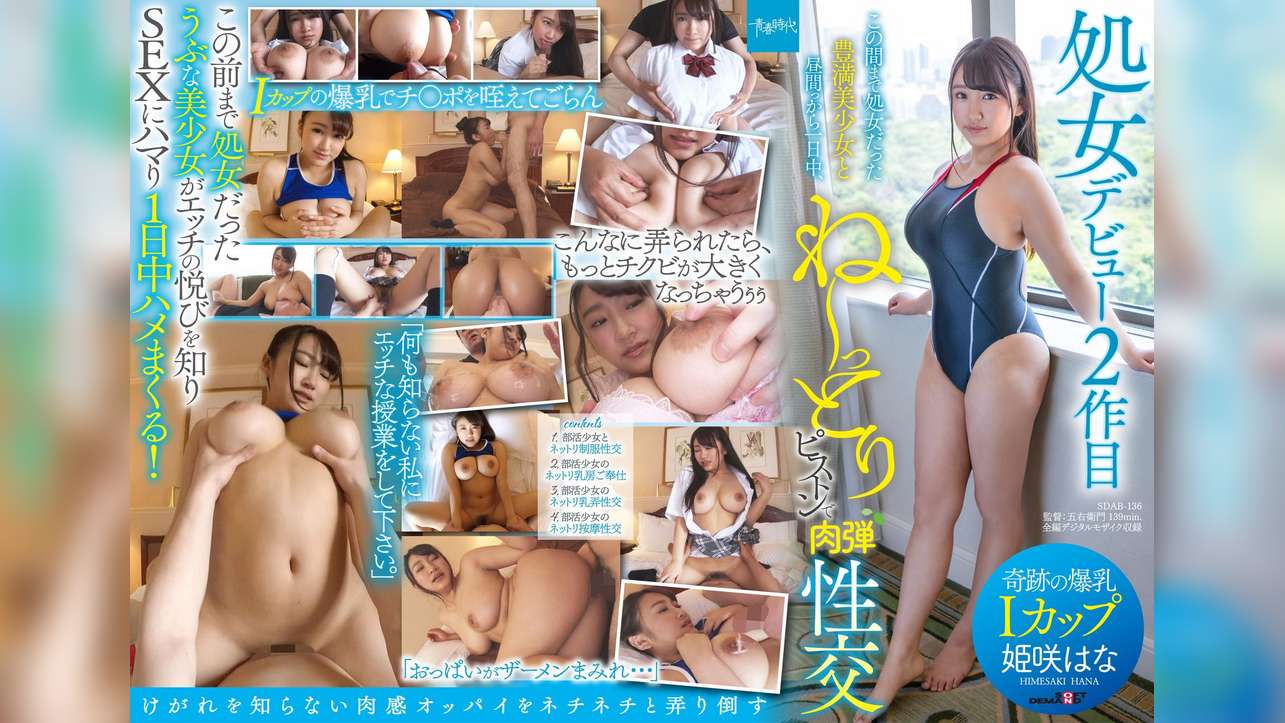 処女デビュー2作目
この間まで処女だった
豊満美少女と
昼間っから一日中、
ね〜っとり
ピストンで
肉弾
性交
SDAB-136
監督:五右衛門 139min.
全編デジタルモザイク収録
奇跡の爆乳
Iカップ
姫咲はな
HIMESAKI HANA
SOFT ON DEMAND
青春時代
Iカップの爆乳でチ〇ポを咥えてごらん
この前まで処女だった
うぶな美少女がエッチの悦びを知り
SEXにハマり1日中ハメまくる!
こんなに弄られたら、
もっとチクビが大きく
なっちゃうぅぅ
「何も知らない私に
エッチな授業をして下さい。」
contents
1. 部活少女と
ネットリ制服性交
2. 部活少女の
ネットリ乳房ご奉仕
3. 部活少女の
ネットリ乳弄性交
4. 部活少女の
ネットリ按摩性交
「おっぱいがザーメンまみれ・・・」
けがれを知らない肉感オッパイをネチネチと弄り倒す